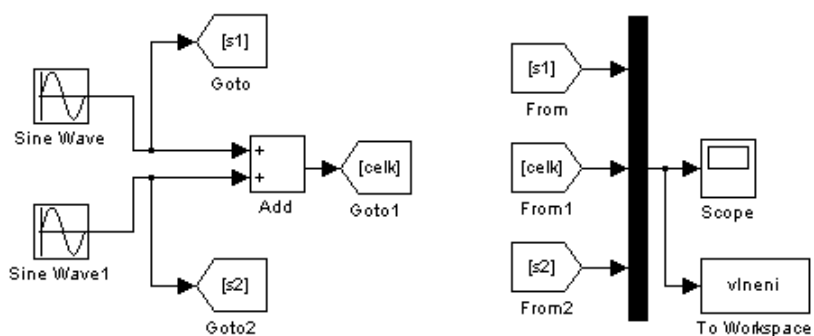 [s1]
Goto
Sine Wave
+
+
Add
[celk]
Goto1
Sine Wave1
[s2]
Goto2
[s1]
From
[celk]
From1
[s2]
From2
Scope
vlneni
To Workspace